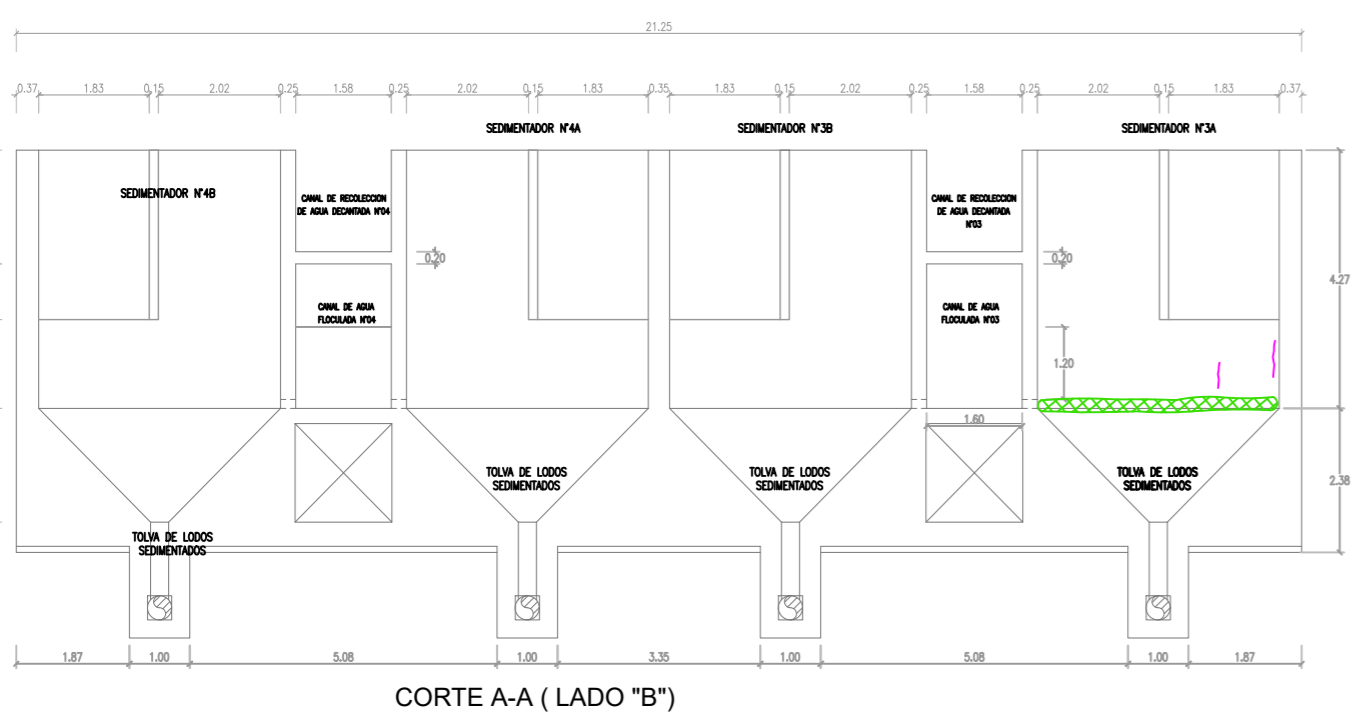 21.25
0.37 1.83 0.15 2.02 0.25 1.58 0.25 2.02 0.15 1.83 0.35 1.83 0.15 2.02 0.25 1.58 0.25 2.02 0.15 1.83 0.37
SEDIMENTADOR N°4A SEDIMENTADOR N°3B SEDIMENTADOR N°3A
SEDIMENTADOR N°4B
CANAL DE RECOLECCION
DE AGUA DECANTADA N°04
CANAL DE RECOLECCION
DE AGUA DECANTADA
N°03
0.20
0.20
4.27
CANAL DE AGUA
FLOCULADA N°04
CANAL DE AGUA
FLOCULADA N°03
1.20
1.60
TOLVA DE LODOS
SEDIMENTADOS
TOLVA DE LODOS
SEDIMENTADOS
TOLVA DE LODOS
SEDIMENTADOS
2.38
TOLVA DE LODOS
SEDIMENTADOS
1.87 1.00 5.08 1.00 3.35 1.00 5.08 1.00 1.87
CORTE A-A ( LADO "B")